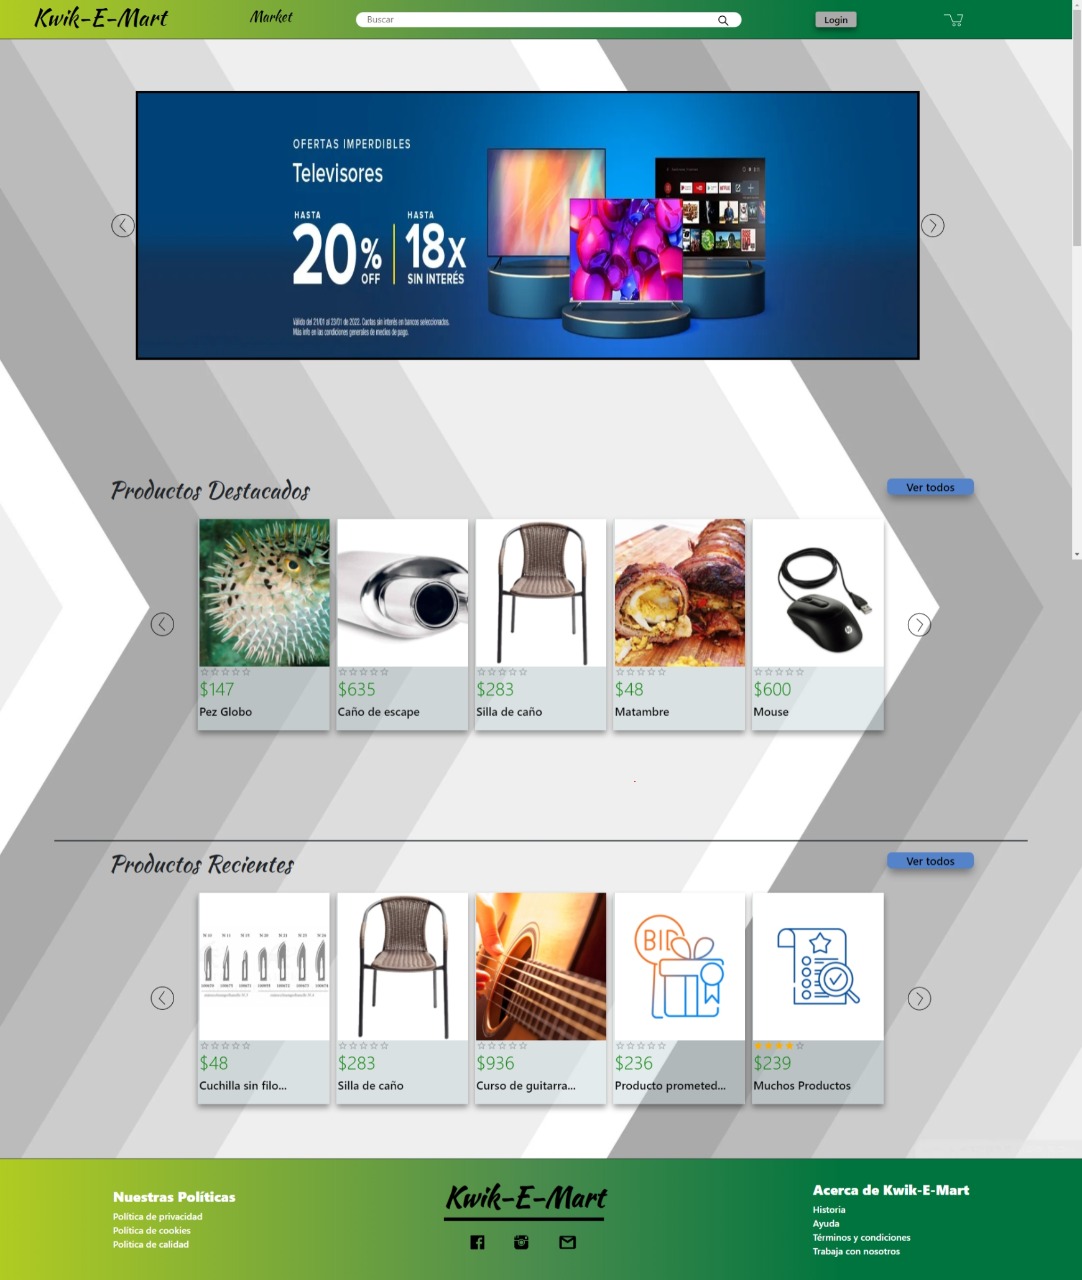 Kwik-E-Mart
Market
Buscar
Login
OFERTAS IMPERDIBLES
Televisores
HASTA
20%
OFF
HASTA
18X
SIN INTERÉS
Válido del 21/01 al 23/01 de 2022. Cuotas sin interés en bancos seleccionados.
Más info en las condiciones generales de medios de pago.
Productos Destacados
Ver todos
$147
Pez Globo
$635
Caño de escape
$283
Silla de caño
$48
Matambre
$600
Mouse
Productos Recientes
Ver todos
$48
Cuchilla sin filo...
$283
Silla de caño
$936
Curso de guitarra...
BID
$236
Producto prometed...
$239
Muchos Productos
Nuestras Políticas
Política de privacidad
Política de cookies
Política de calidad
Kwik-E-Mart
Acerca de Kwik-E-Mart
Historia
Ayuda
Términos y condiciones
Trabaja con nosotros